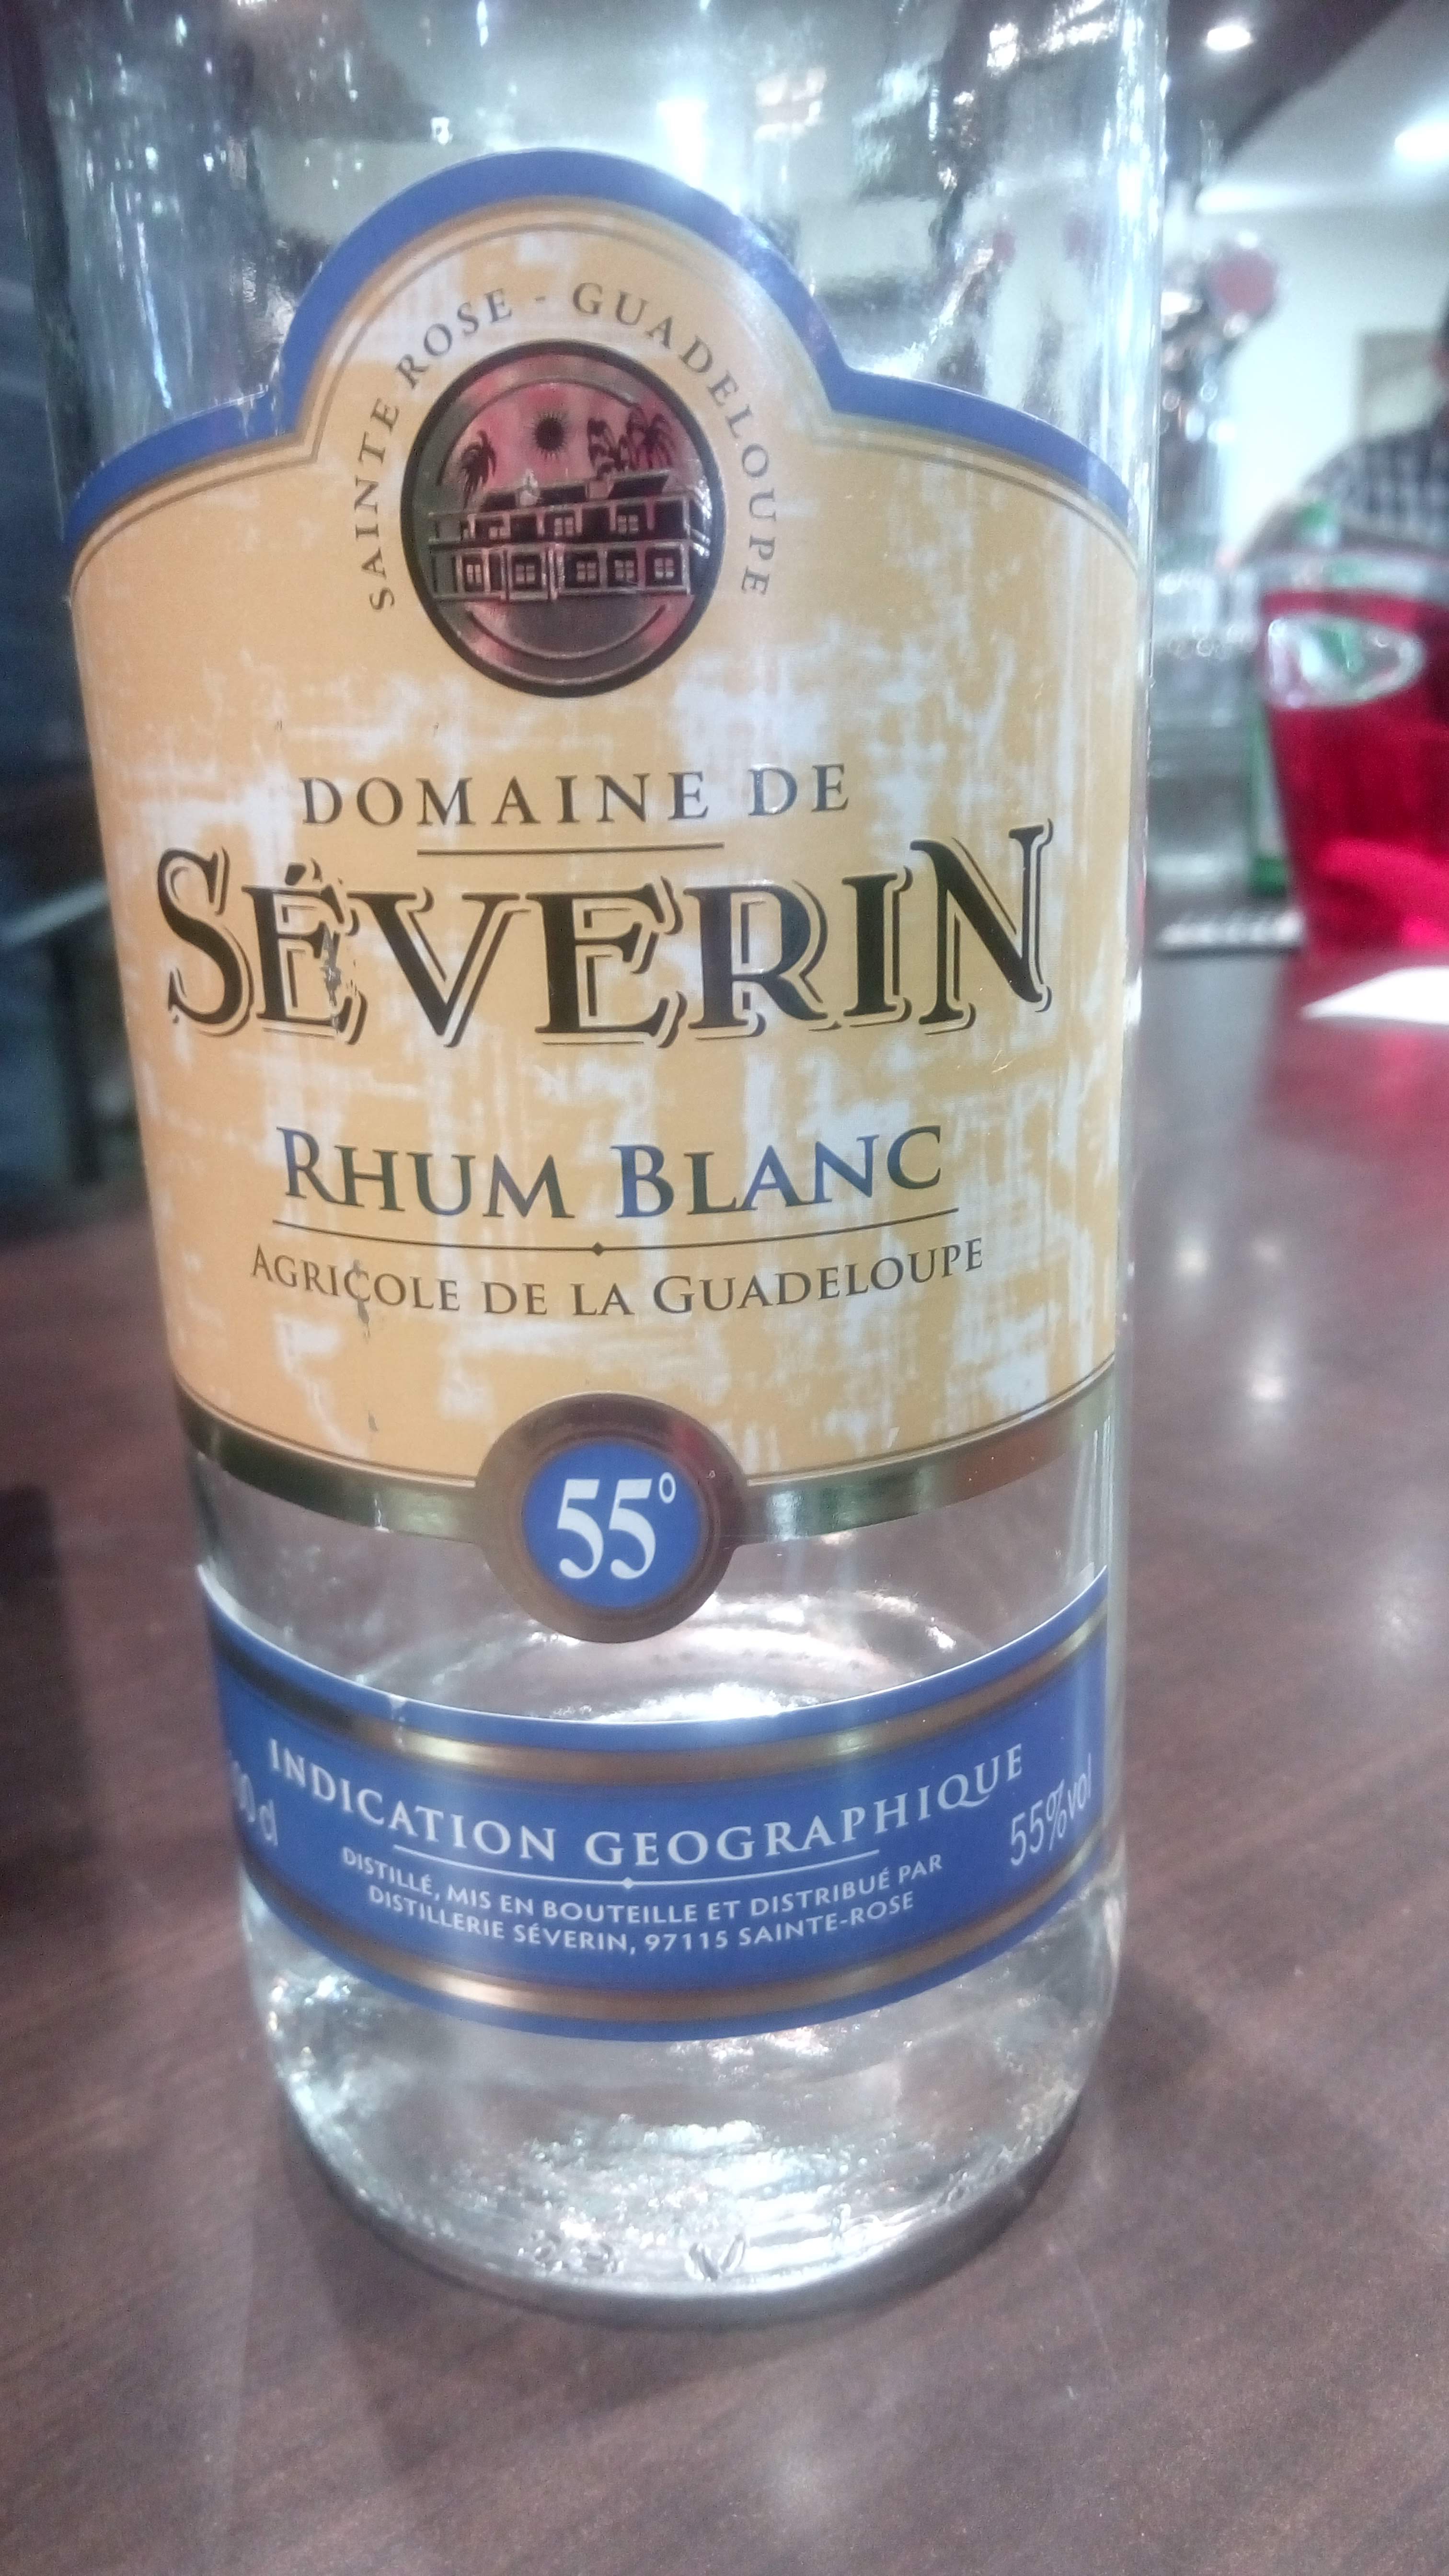 SAINTE ROSE - GUADELOUPE
DOMAINE DE
SÉVERIN
RHUM BLANC
AGRICOLE DE LA GUADELOUPE
55°
INDICATION GEOGRAPHIQUE
cl
55%vol
DISTILLÉ, MIS EN BOUTEILLE ET DISTRIBUÉ PAR
DISTILLERIE SÉVERIN, 97115 SAINTE-ROSE